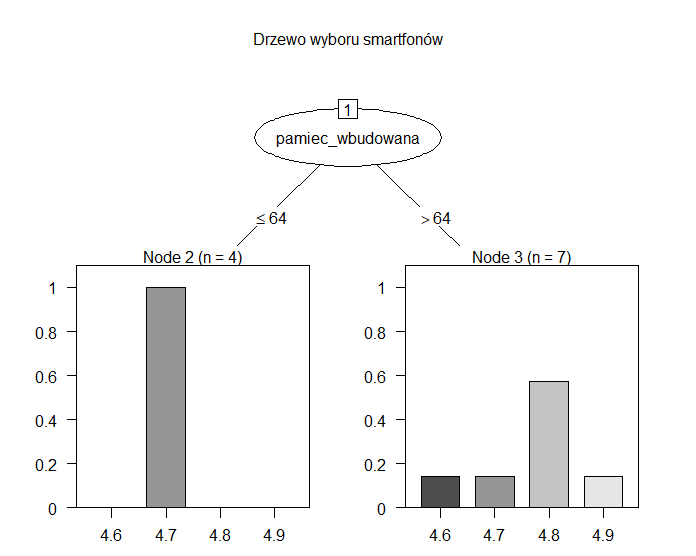 Drzewo wyboru smartfonów
1
pamiec_wbudowana
≤ 64
> 64
Node 2 (n = 4)
1
0.8
0.6
0.4
0.2
0
4.6 4.7 4.8 4.9
Node 3 (n = 7)
1
0.8
0.6
0.4
0.2
0
4.6 4.7 4.8 4.9